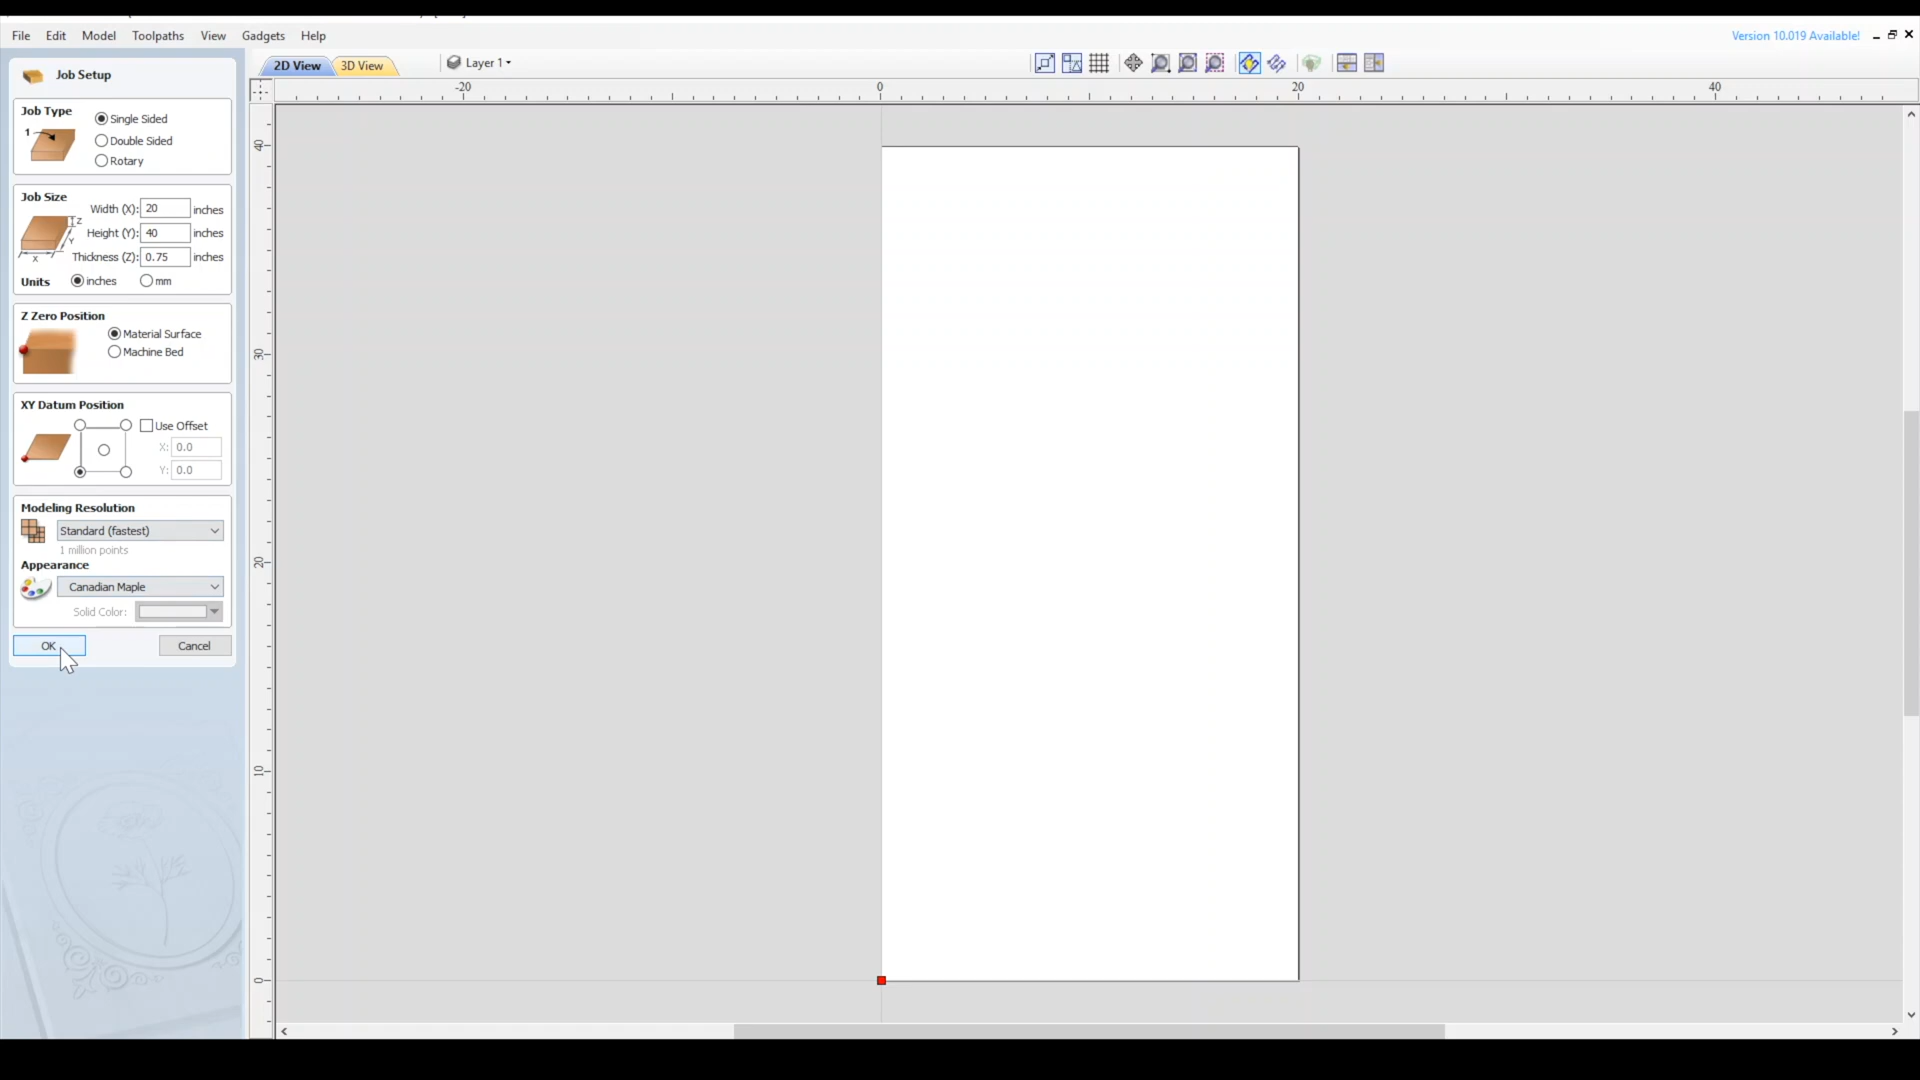 File Edit Model Toolpaths View Gadgets Help Version 10.019 Available!
2D View 3D View Layer 1
Job Setup
-20 0 20 40
Job Type
Single Sided
1
Double Sided
Rotary
Job Size
Width (X): 20 inches
Z
Height (Y): 40 inches
Y
X
Thickness (Z): 0.75 inches
Units inches mm
Z Zero Position
Material Surface
Machine Bed
XY Datum Position
Use Offset
X: 0.0
Y: 0.0
Modeling Resolution
Standard (fastest)
1 million points
Appearance
Canadian Maple
Solid Color:
OK Cancel
40
30
20
10
0